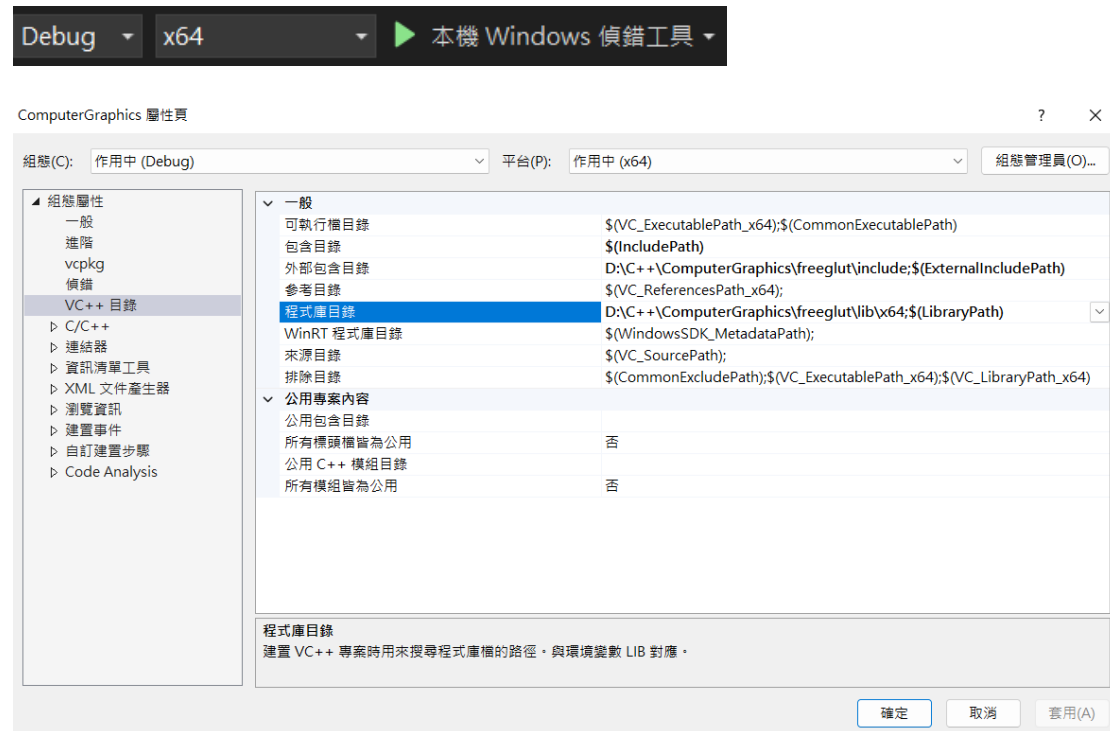 Debug x64 本機 Windows 偵錯工具
ComputerGraphics 屬性頁 ?
組態(C): 作用中 (Debug) 平台(P): 作用中 (x64) 組態管理員(O)...
組態屬性
一般
進階
vcpkg
偵錯
VC++ 目錄
C/C++
連結器
資訊清單工具
XML 文件產生器
瀏覽資訊
建置事件
自訂建置步驟
Code Analysis
一般
可執行檔目錄 $(VC_ExecutablePath_x64);$(CommonExecutablePath)
包含目錄 $(IncludePath)
外部包含目錄 D:\C++\ComputerGraphics\freeglut\include;$(ExternalIncludePath)
參考目錄 $(VC_ReferencesPath_x64);
程式庫目錄 D:\C++\ComputerGraphics\freeglut\lib\x64;$(LibraryPath)
WinRT 程式庫目錄 $(WindowsSDK_MetadataPath);
來源目錄 $(VC_SourcePath);
排除目錄 $(CommonExcludePath);$(VC_ExecutablePath_x64);$(VC_LibraryPath_x64)
公用專案內容
公用包含目錄
所有標頭檔皆為公用 否
公用 C++ 模組目錄
所有模組皆為公用 否
程式庫目錄
建置 VC++ 專案時用來搜尋程式庫檔的路徑。與環境變數 LIB 對應。
確定 取消 套用(A)